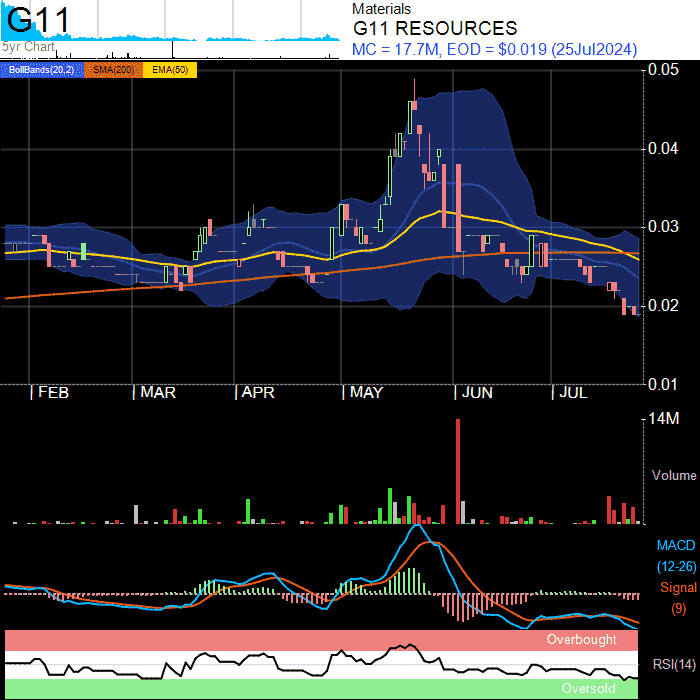 G11
5yr Chart
Materials
G11 RESOURCES
MC = 17.7M, EOD = $0.019 (25Jul2024)
BollBands(20,2) SMA(200) EMA(50)
0.05
0.04
0.03
0.02
0.01
FEB MAR APR MAY JUN JUL
14M
Volume
MACD
(12-26)
Signal
(9)
Overbought
RSI(14)
Oversold